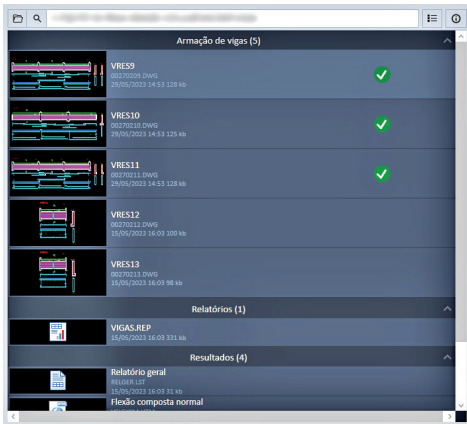 Armação de vigas (5)
VRES9
00270209.DWG
29/05/2023 14:53 128 kb
VRES10
00270210.DWG
29/05/2023 14:53 125 kb
VRES11
00270211.DWG
29/05/2023 14:53 128 kb
VRES12
00270212.DWG
15/05/2023 16:03 100 kb
VRES13
00270213.DWG
15/05/2023 16:03 98 kb
Relatórios (1)
VIGAS.REP
15/05/2023 16:03 331 kb
Resultados (4)
Relatório geral
RELGER.LST
15/05/2023 16:03 31 kb
Flexão composta normal